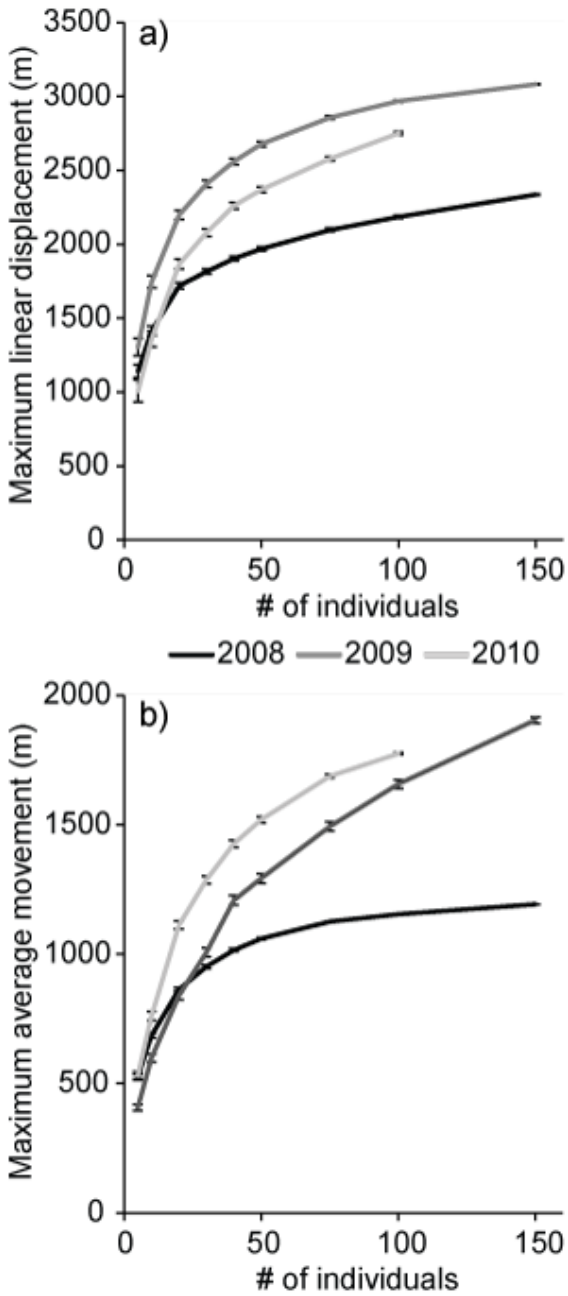 a)
Maximum linear displacement (m)
3500
3000
2500
2000
1500
1000
500
0
0 50 100 150
# of individuals
2008 2009 2010
b)
Maximum average movement (m)
2000
1500
1000
500
0
0 50 100 150
# of individuals